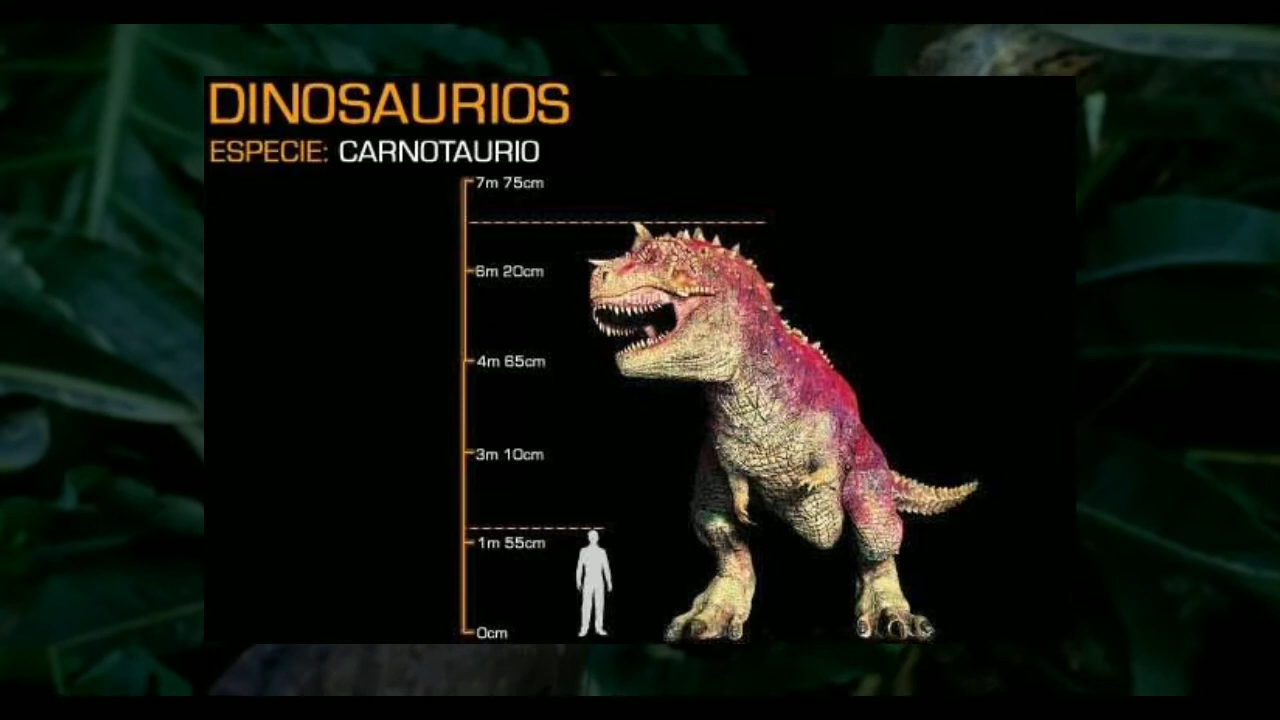 DINOSAURIOS
ESPECIE: CARNOTAURIO
7m 75cm
6m 20cm
4m 65cm
3m 10cm
1m 55cm
0cm